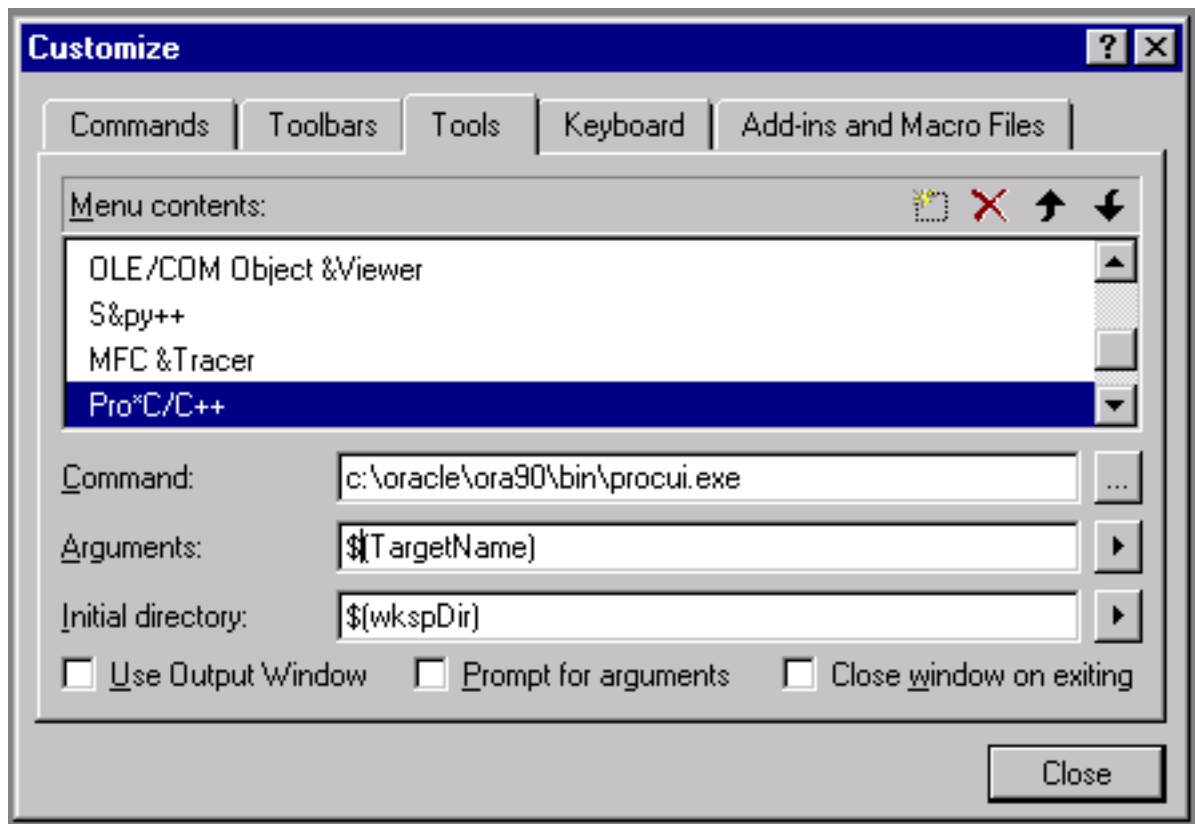 Customize
Commands Toolbars Tools Keyboard Add-ins and Macro Files
Menu contents:
OLE/COM Object &Viewer
S&py++
MFC &Tracer
Pro*C/C++
Command: c:\oracle\ora90\bin\procui.exe ...
Arguments: $(TargetName)
Initial directory: $(wkspDir)
Use Output Window Prompt for arguments Close window on exiting
Close